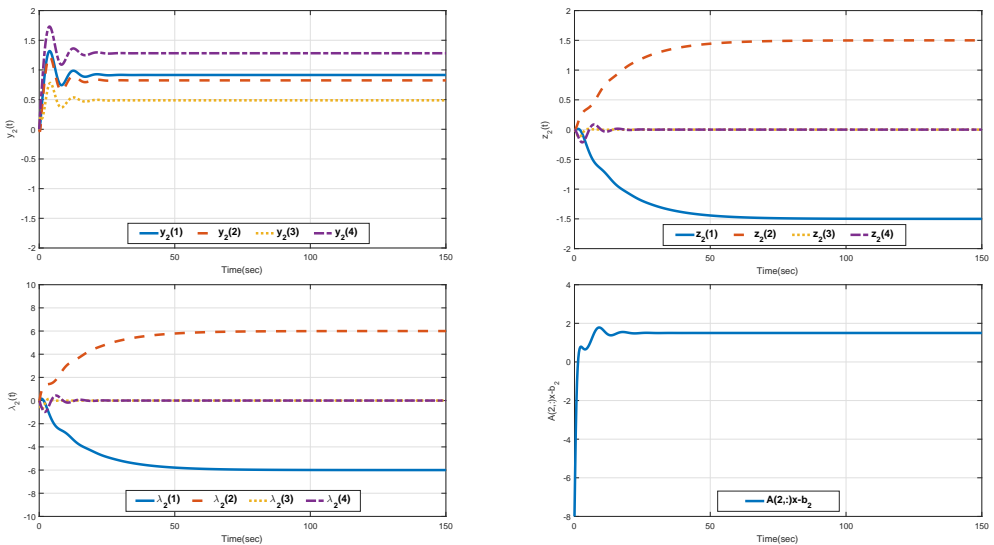 2
1.5
1
0.5
0
-0.5
-1
-1.5
-2
y2(t)
y2(1) y2(2) y2(3) y2(4)
0 50 100 150
Time(sec)
2
1.5
1
0.5
0
-0.5
-1
-1.5
-2
z2(t)
z2(1) z2(2) z2(3) z2(4)
0 50 100 150
Time(sec)
10
8
6
4
2
0
-2
-4
-6
-8
-10
λ2(t)
λ2(1) λ2(2) λ2(3) λ2(4)
0 50 100 150
Time(sec)
4
2
0
-2
-4
-6
-8
A(2,:)x-b2
A(2,:)x-b2
0 50 100 150
Time(sec)